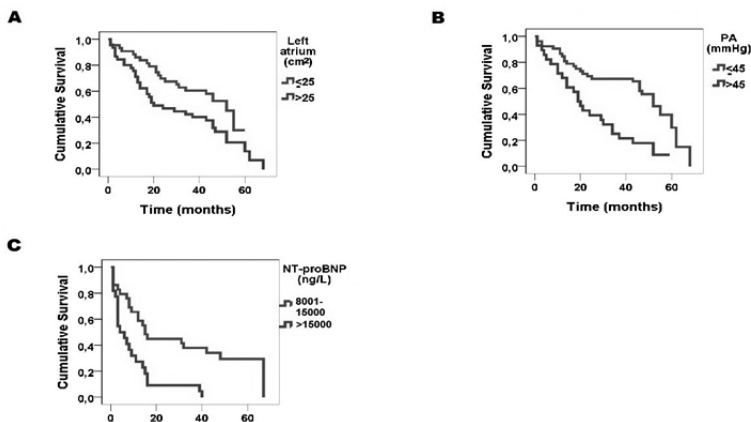 A
Cumulative Survival
1,0
0,8
0,6
0,4
0,2
0,0
0 20 40 60
Time (months)
Left
atrium
(cm²)
≤25
>25
B
Cumulative Survival
1,0
0,8
0,6
0,4
0,2
0,0
0 20 40 60
Time (months)
PA
(mmHg)
≤45
>45
C
Cumulative Survival
1,0
0,8
0,6
0,4
0,2
0,0
0 20 40 60
NT-proBNP
(ng/L)
8001-
15000
>15000